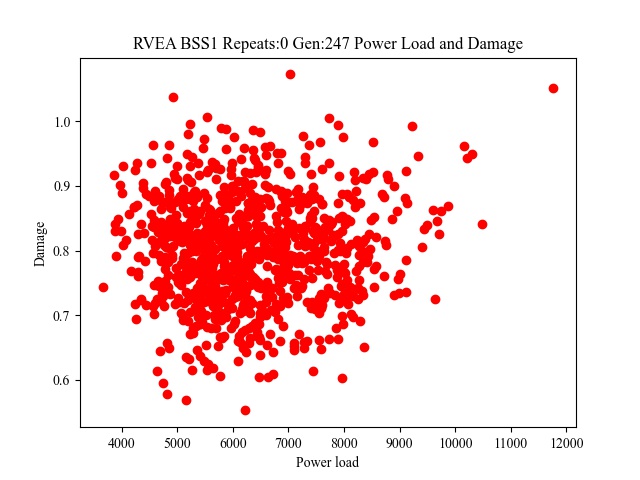 RVEA BSS1 Repeats:0 Gen:247 Power Load and Damage
1.0
0.9
0.8
0.7
0.6
Damage
4000 5000 6000 7000 8000 9000 10000 11000 12000
Power load